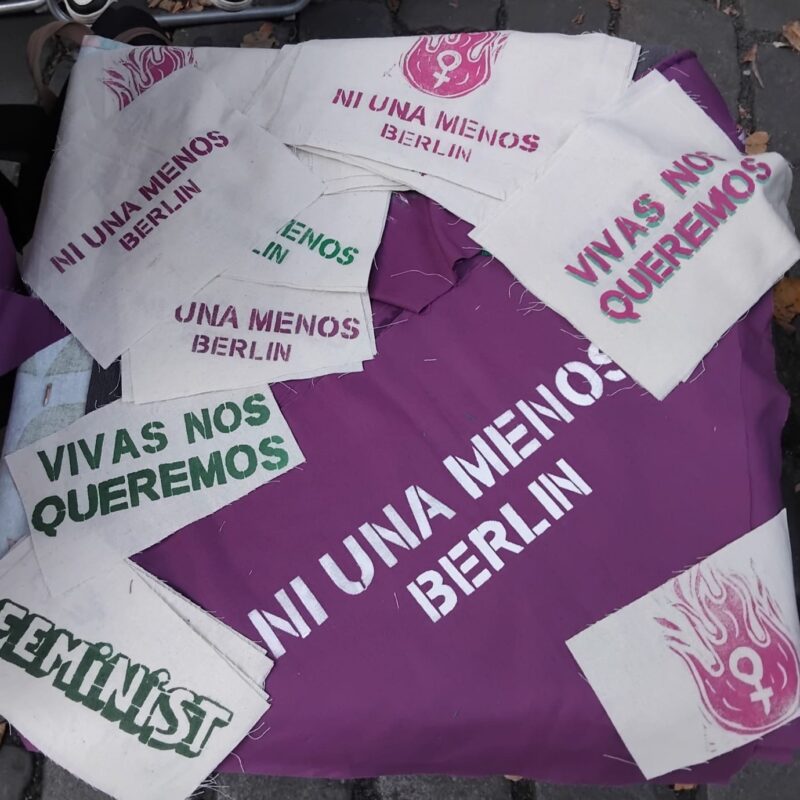 NI UNA MENOS
BERLIN
NI UNA MENOS
BERLIN
VIVAS NOS
QUEREMOS
MENOS
LIN
UNA MENOS
BERLIN
VIVAS NOS
QUEREMOS
NI UNA MENOS
BERLIN
FEMINIST